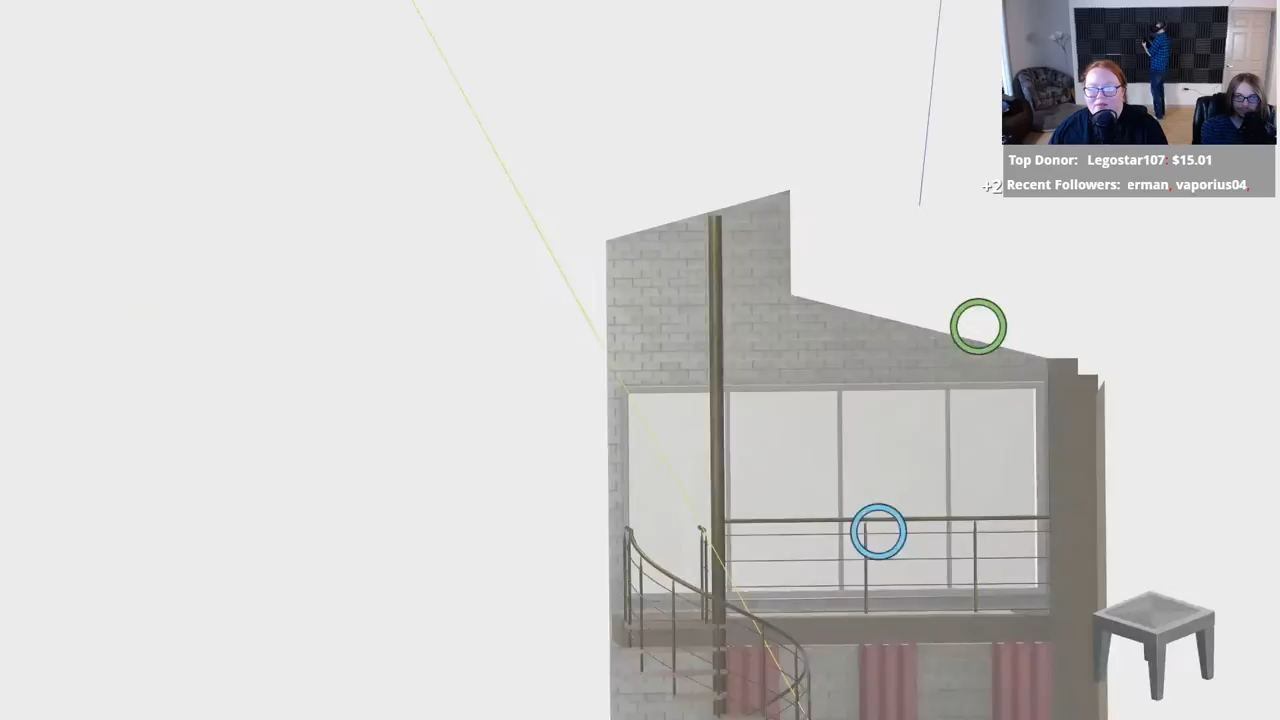 Top Donor: Legostar107: $15.01
+2 Recent Followers: erman, vaporius04,